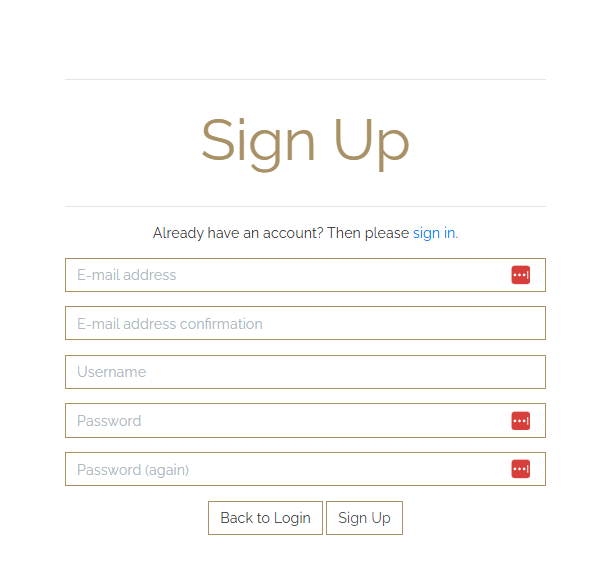 Sign Up
Already have an account? Then please sign in.
E-mail address
E-mail address confirmation
Username
Password
Password (again)
Back to Login Sign Up